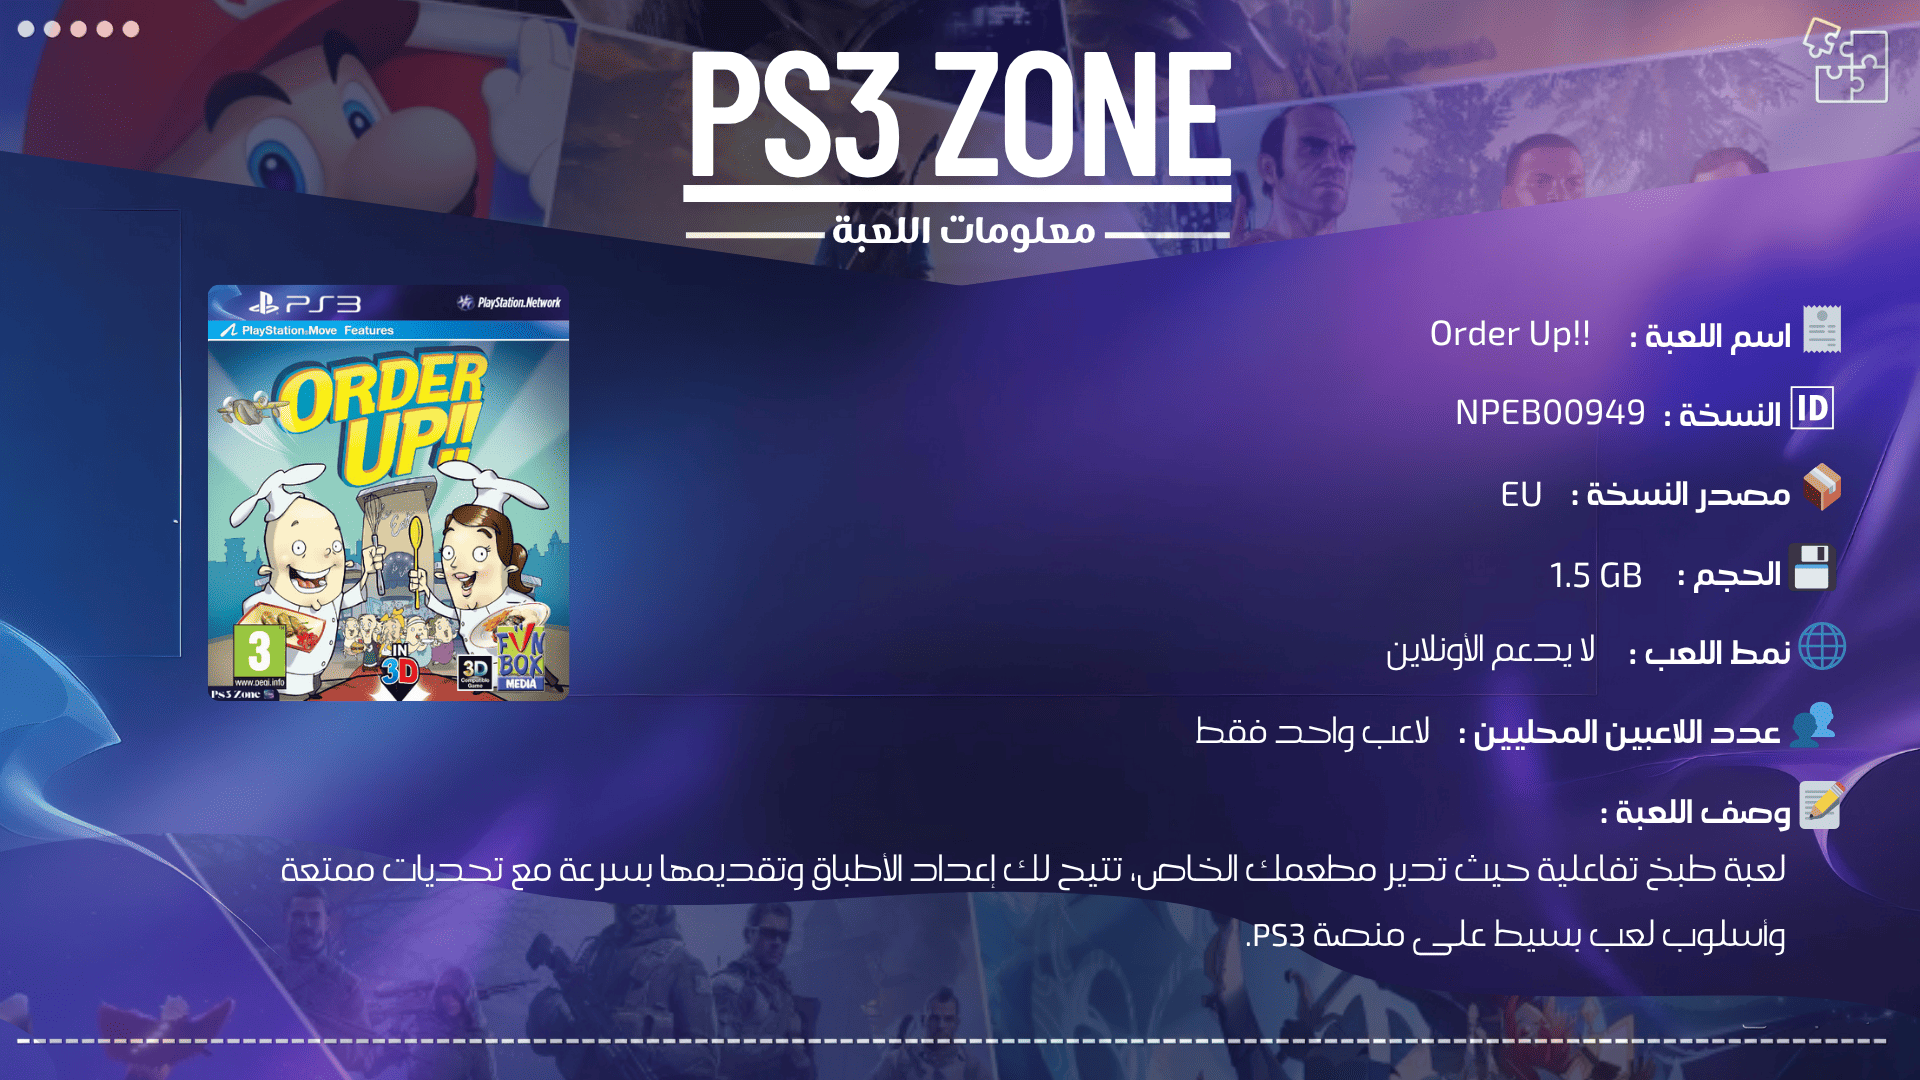 PS3 ZONE
معلومات اللعبة
PS3 PlayStation.Network
PlayStation.Move Features
ORDER
UP!!
IN
3D
3
www.pegi.info
3D
Compatible
Game
FUN
BOX
MEDIA
Ps3 Zone
اسم اللعبة : Order Up!!
ID النسخة : NPEB00949
مصدر النسخة : EU
الحجم : 1.5 GB
نمط اللعب : لا يدعم الأونلاين
عدد اللاعبين المحليين : لاعب واحد فقط
وصف اللعبة :
لعبة طبخ تفاعلية حيث تدير مطعمك الخاص، تتيح لك إعداد الأطباق وتقديمها بسرعة مع تحديات ممتعة
وأسلوب لعب بسيط على منصة PS3.